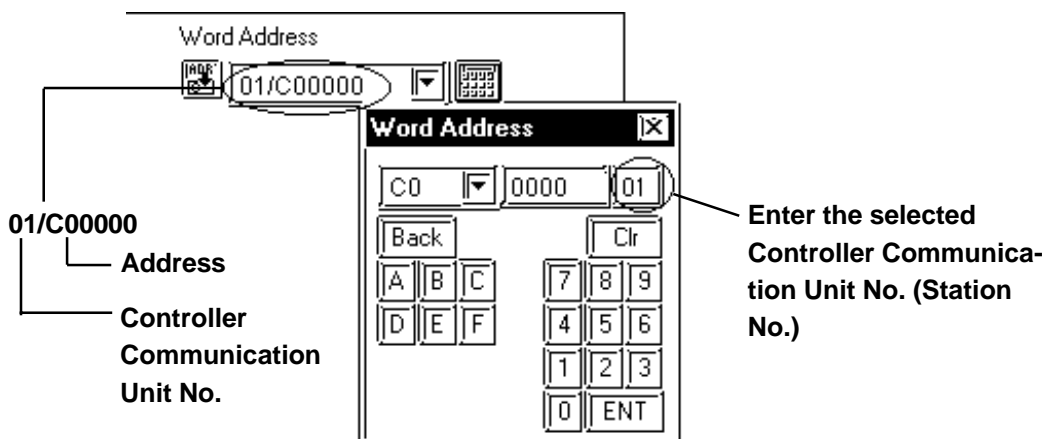 Word Address
ADR
01/C00000
Word Address
C0 0000 01
Back Clr
A B C 7 8 9
D E F 4 5 6
1 2 3
0 ENT
01/C00000
Address
Controller
Communication
Unit No.
Enter the selected
Controller Communica-
tion Unit No. (Station
No.)